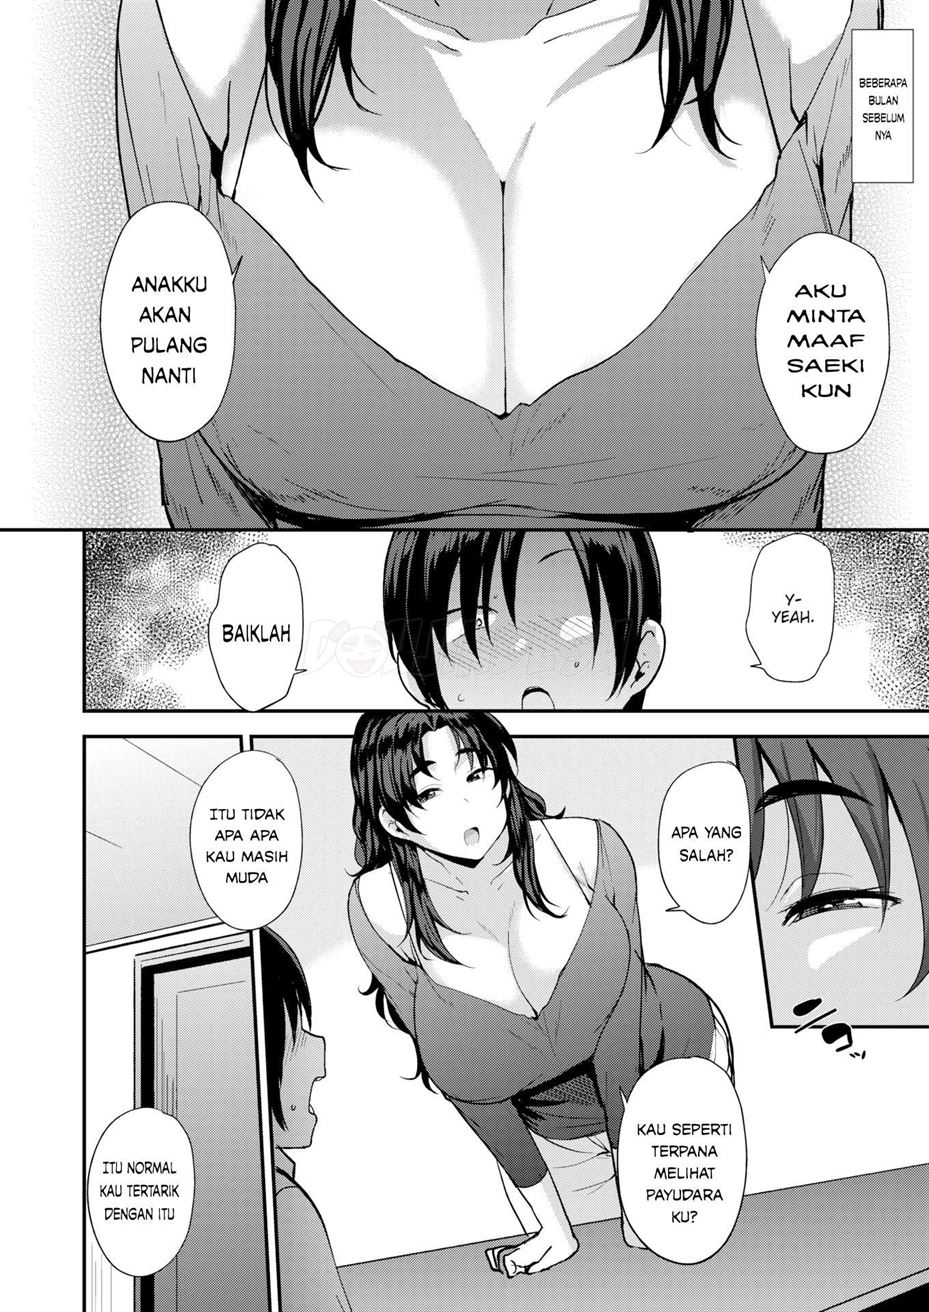 BEBERAPA
BULAN
SEBELUM
NYA
AKU
MINTA
MAAF
SAEKI
KUN
ANAKKU
AKAN
PULANG
NANTI
Y-
YEAH.
BAIKLAH
APA YANG
SALAH?
KAU SEPERTI
TERPANA
MELIHAT
PAYUDARA
KU?
ITU TIDAK
APA APA
KAU MASIH
MUDA
ITU NORMAL
KAU TERTARIK
DENGAN ITU